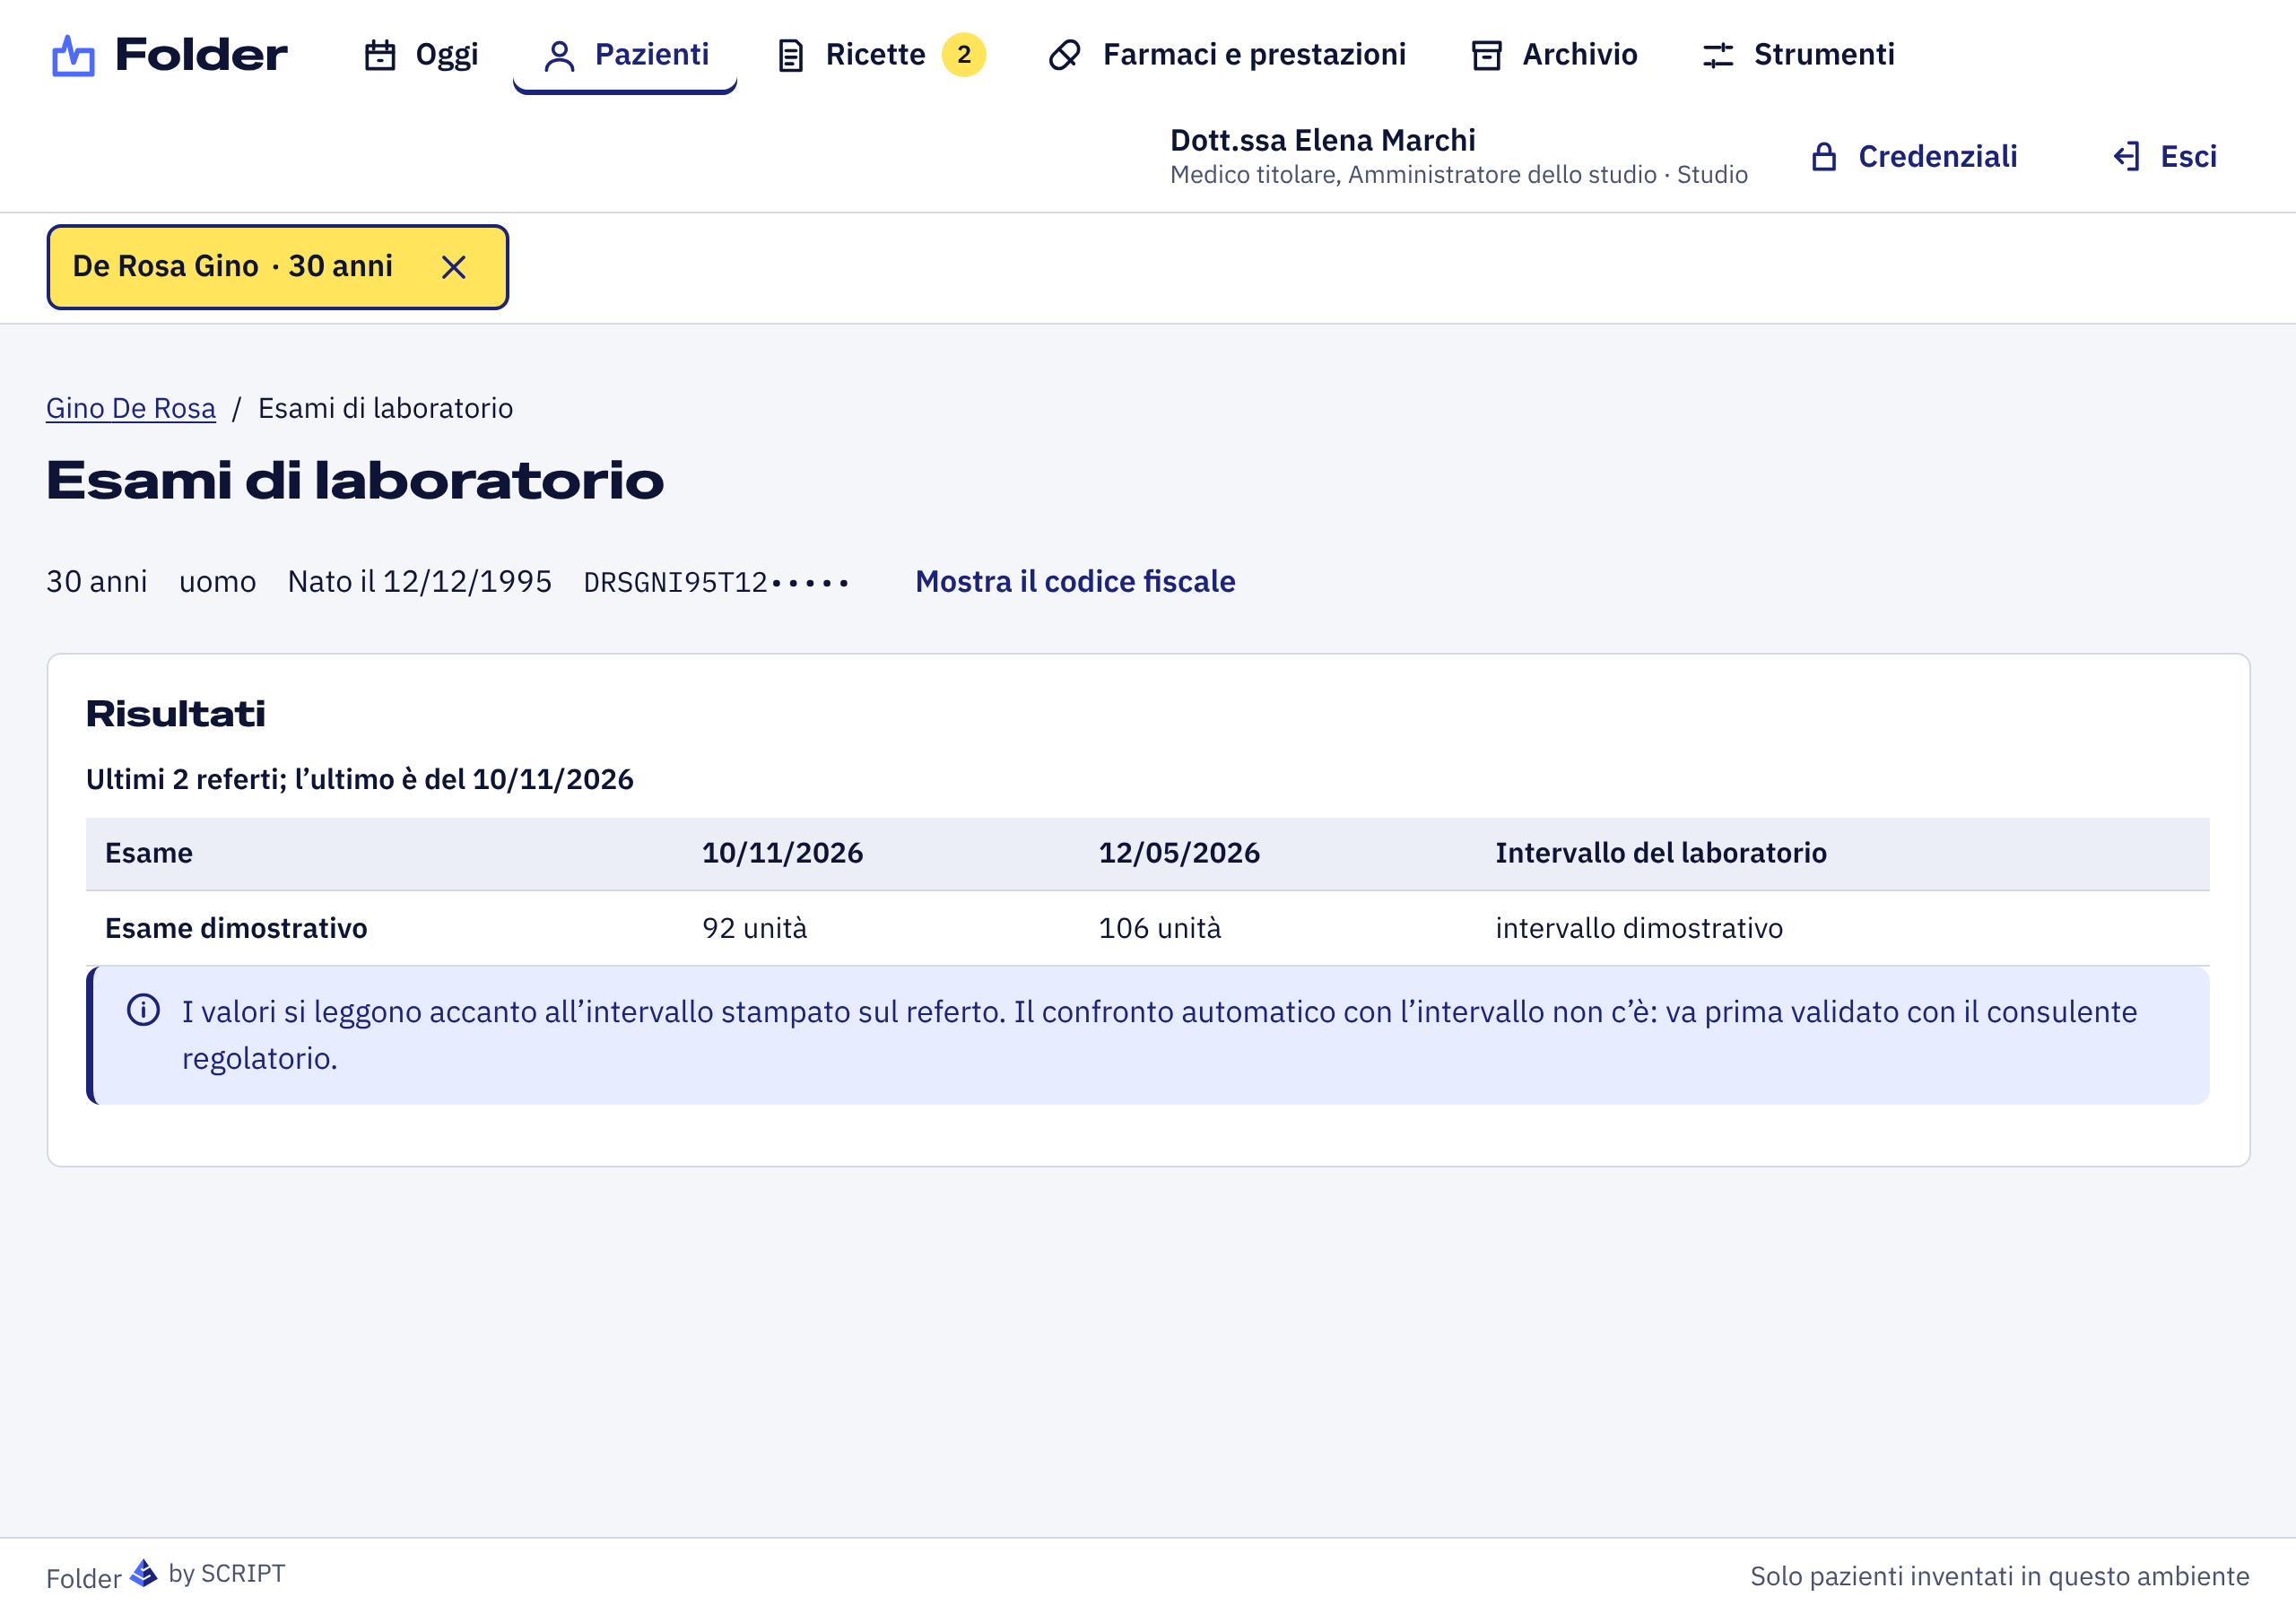 Folder
Oggi
Pazienti
Ricette 2
Farmaci e prestazioni
Archivio
Strumenti
Dott.ssa Elena Marchi
Medico titolare, Amministratore dello studio · Studio
Credenziali
Esci
De Rosa Gino · 30 anni
Gino De Rosa / Esami di laboratorio
Esami di laboratorio
30 anni uomo Nato il 12/12/1995 DRSGNI95T12••••• Mostra il codice fiscale
Risultati
Ultimi 2 referti; l’ultimo è del 10/11/2026
Esame 10/11/2026 12/05/2026 Intervallo del laboratorio
Esame dimostrativo 92 unità 106 unità intervallo dimostrativo
I valori si leggono accanto all’intervallo stampato sul referto. Il confronto automatico con l’intervallo non c’è: va prima validato con il consulente
regolatorio.
Folder by SCRIPT
Solo pazienti inventati in questo ambiente